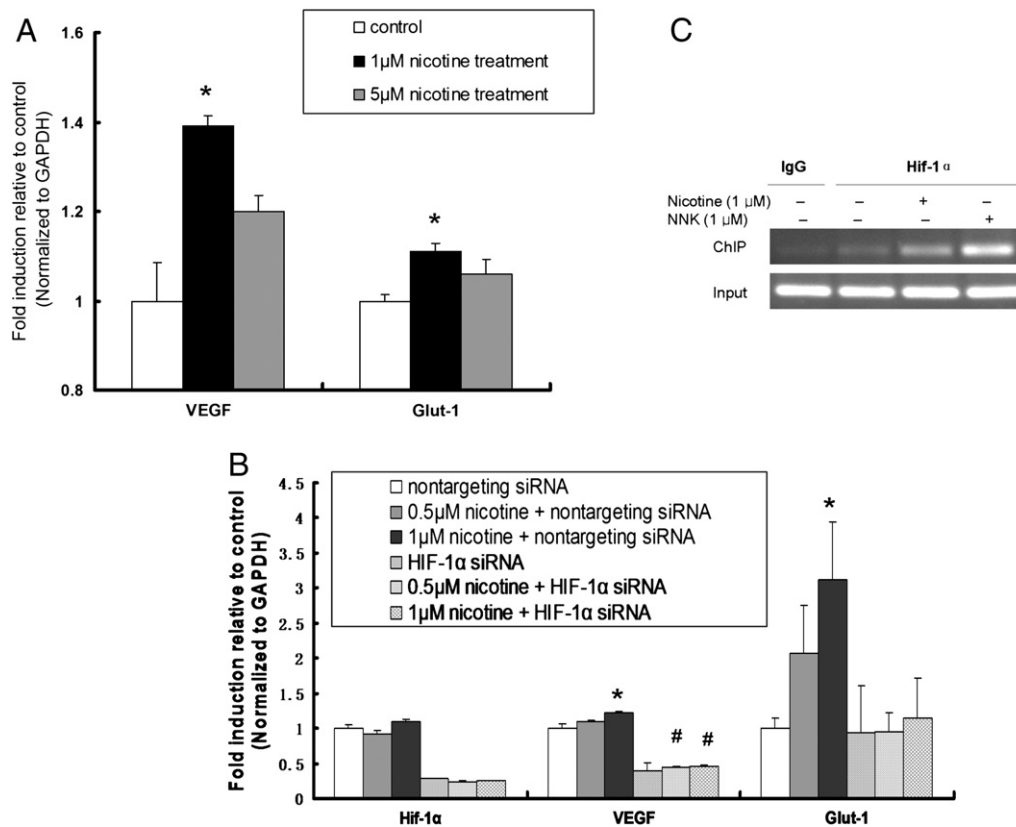 A
1.6
1.4
1.2
1
0.8
Fold induction relative to control
(Normalized to GAPDH)
control
1µM nicotine treatment
5µM nicotine treatment
*
*
VEGF
Glut-1
C
IgG
Hif-1α
Nicotine (1 µM)
– – + –
NNK (1 µM)
– – – +
ChIP
Input
B
4.5
4
3.5
3
2.5
2
1.5
1
0.5
0
Fold induction relative to control
(Normalized to GAPDH)
nontargeting siRNA
0.5µM nicotine + nontargeting siRNA
1µM nicotine + nontargeting siRNA
HIF-1α siRNA
0.5µM nicotine + HIF-1α siRNA
1µM nicotine + HIF-1α siRNA
*
*
# #
Hif-1α
VEGF
Glut-1